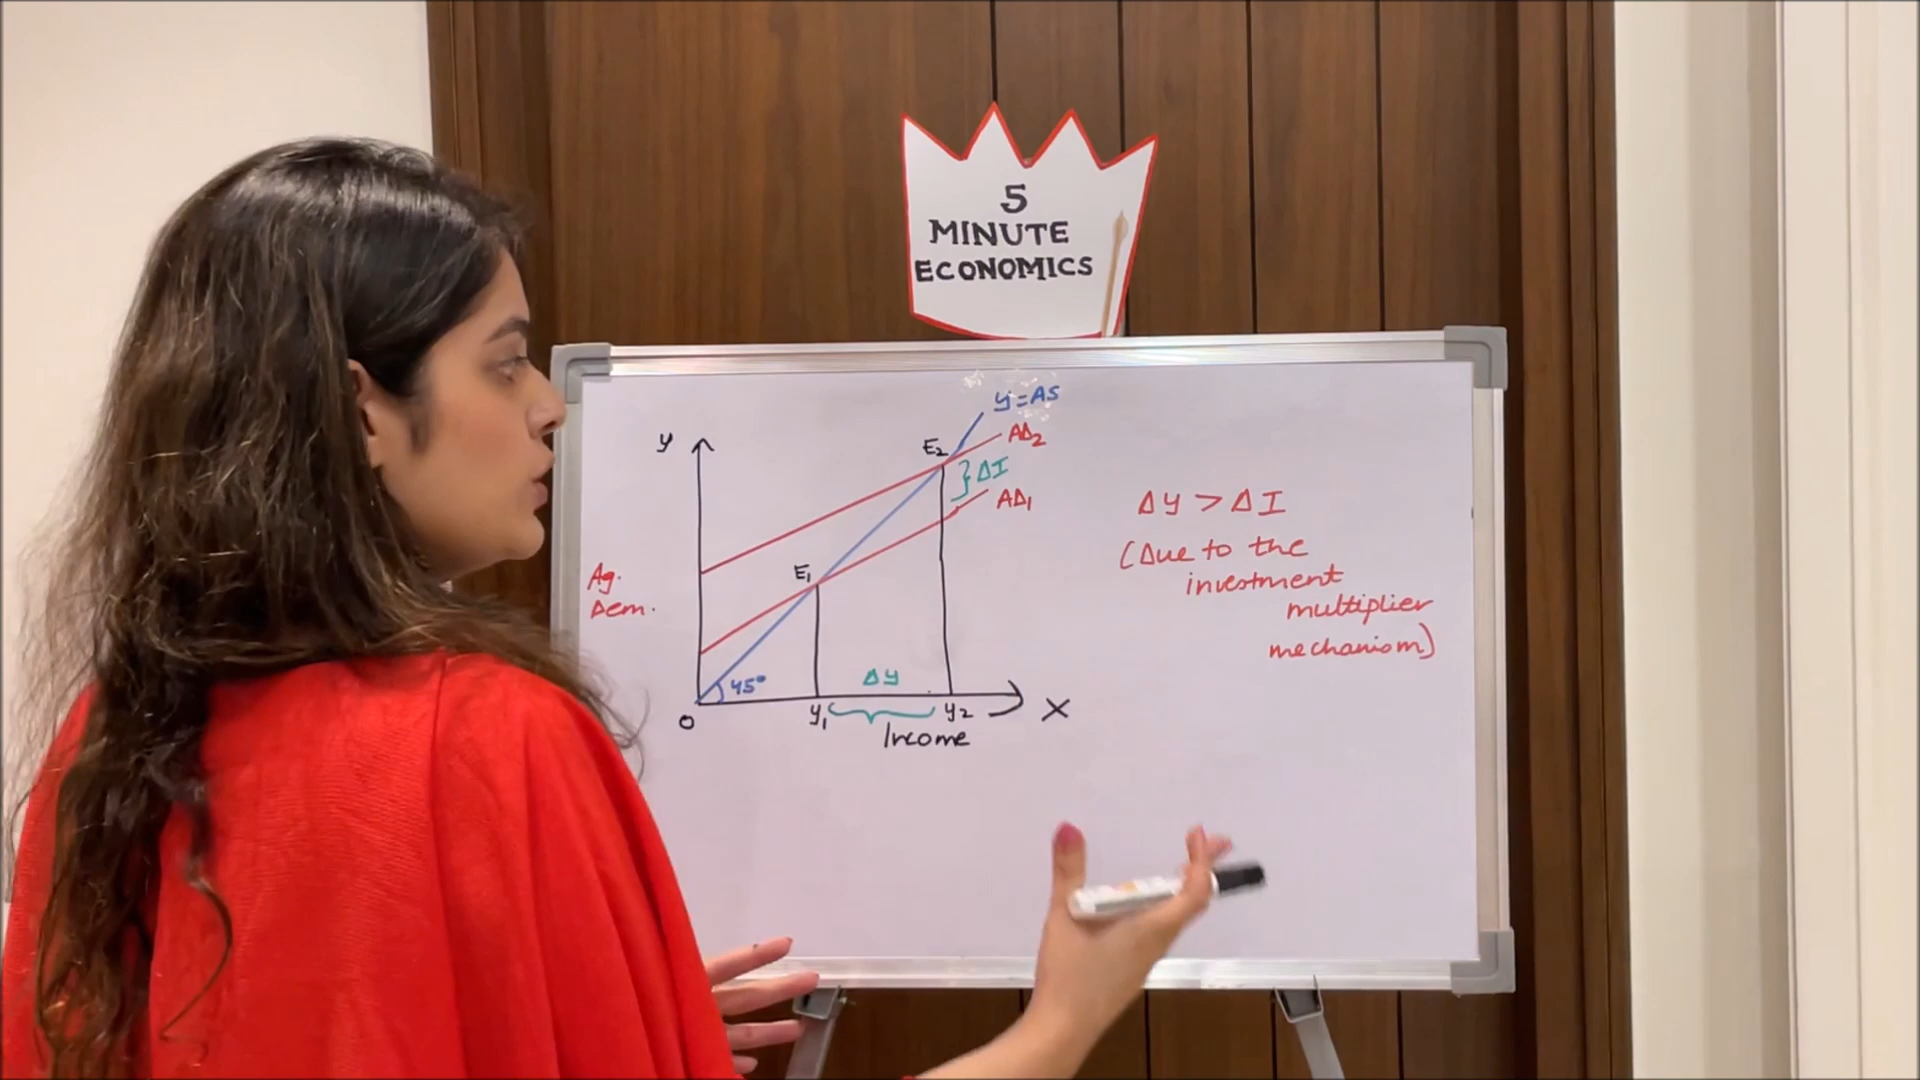 5
MINUTE
ECONOMICS
y = AS
y
E2
AD2
} ΔI
AD1
E1
Ag.
Dem.
45°
Δy
O
y1
y2
X
Income
Δy > ΔI
(Due to the
investment
multiplier
mechanism)